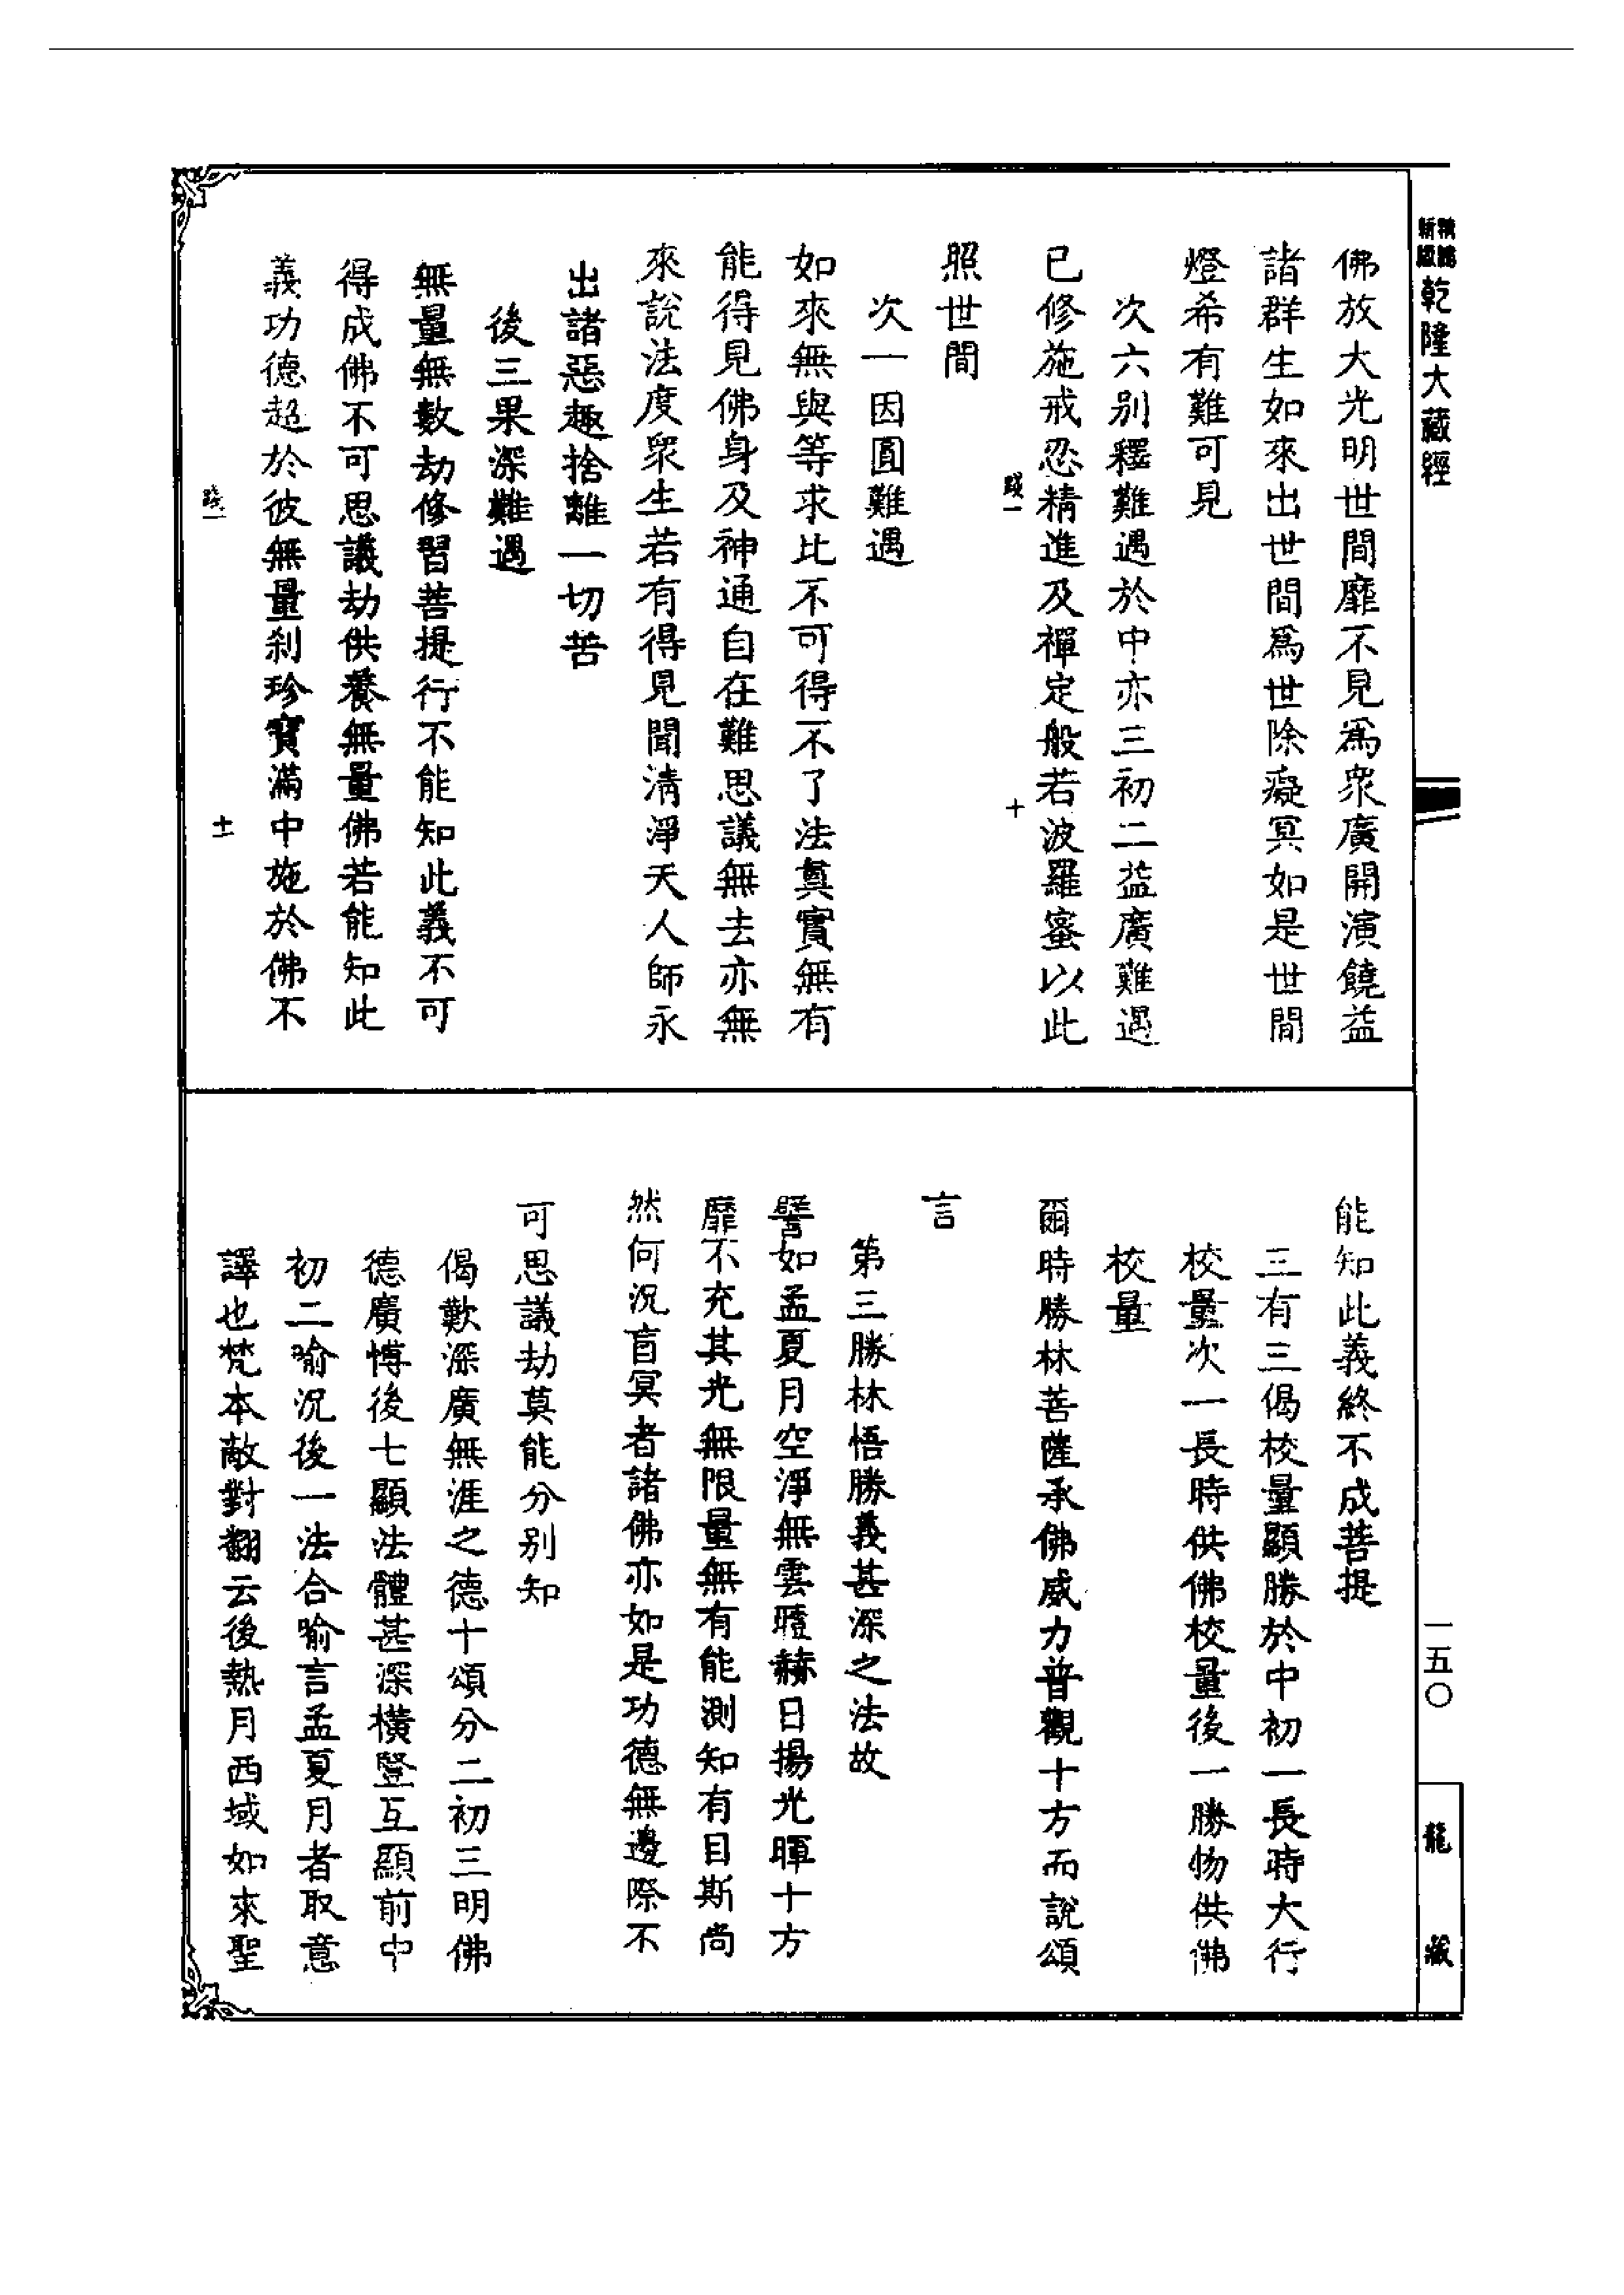 新編縮版乾隆大藏經
佛放大光明世間靡不見為衆廣開演饒益
諸群生如來出世間為世除癡冥如是世間
燈希有難可見
次六别釋難遇於中亦三初二益廣難遇
已修施戒忍精進及禪定般若波羅蜜以此
踐一
十
照世間
次一因圓難遇
如來無與等求比不可得不了法真實無有
能得見佛身及神通自在難思議無去亦無
來說法度衆生若有得見聞清淨天人師永
出諸惡趣捨離一切苦
後三果深難遇
無量無數劫修習菩提行不能知此義不可
得成佛不可思議劫供養無量佛若能知此
義功德超於彼無量剎珍寶滿中施於佛不
踐一
十一
能知此義終不成菩提
三有三偈校量顯勝於中初一長時大行
校量次一長時供佛校量後一勝物供佛
校量
爾時勝林菩薩承佛威力普觀十方而說頌
言
第三勝林悟勝義甚深之法故
譬如孟夏月空淨無雲曀赫日揚光暉十方
靡不充其光無限量無有能測知有目斯尚
然何況盲冥者諸佛亦如是功德無邊際不
可思議劫莫能分别知
偈歎深廣無涯之德十頌分二初三明佛
德廣博後七顯法體甚深橫豎互顯前中
初二喻況後一法合喻言孟夏月者取意
譯也梵本敵對翻云後熱月西域如來聖
一五〇
龍藏